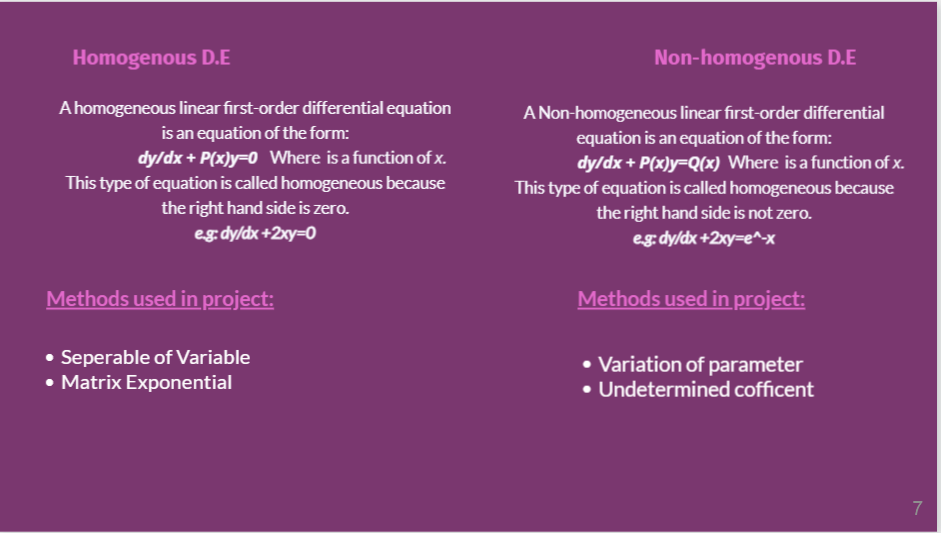 Homogenous D.E
A homogeneous linear first-order differential equation
is an equation of the form:
dy/dx + P(x)y=0 Where is a function of x.
This type of equation is called homogeneous because
the right hand side is zero.
e.g: dy/dx +2xy=0
Methods used in project:
• Seperable of Variable
• Matrix Exponential
Non-homogenous D.E
A Non-homogeneous linear first-order differential
equation is an equation of the form:
dy/dx + P(x)y=Q(x) Where is a function of x.
This type of equation is called homogeneous because
the right hand side is not zero.
e.g: dy/dx +2xy=e^-x
Methods used in project:
• Variation of parameter
• Undetermined cofficent
7